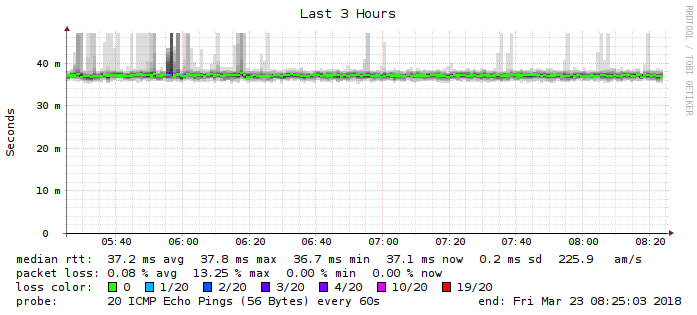 Last 3 Hours
RRDTOOL / TOBI OETIKER
Seconds
40 m
30 m
20 m
10 m
0
05:40 06:00 06:20 06:40 07:00 07:20 07:40 08:00 08:20
median rtt: 37.2 ms avg 37.8 ms max 36.7 ms min 37.1 ms now 0.2 ms sd 225.9 am/s
packet loss: 0.08 % avg 13.25 % max 0.00 % min 0.00 % now
loss color: 0 1/20 2/20 3/20 4/20 10/20 19/20
probe: 20 ICMP Echo Pings (56 Bytes) every 60s end: Fri Mar 23 08:25:03 2018